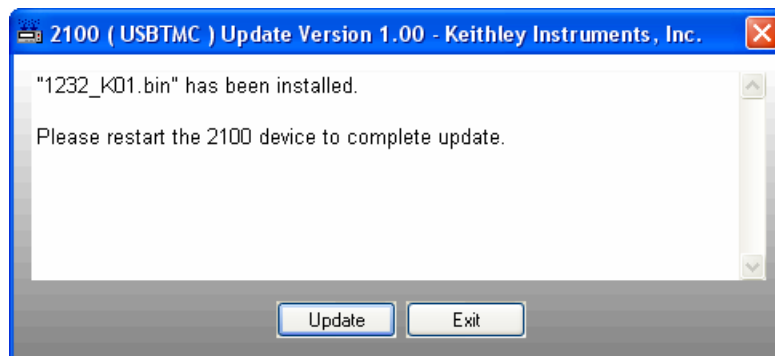 2100 ( USBTMC ) Update Version 1.00 - Keithley Instruments, Inc.
"1232_K01.bin" has been installed.
Please restart the 2100 device to complete update.
Update Exit